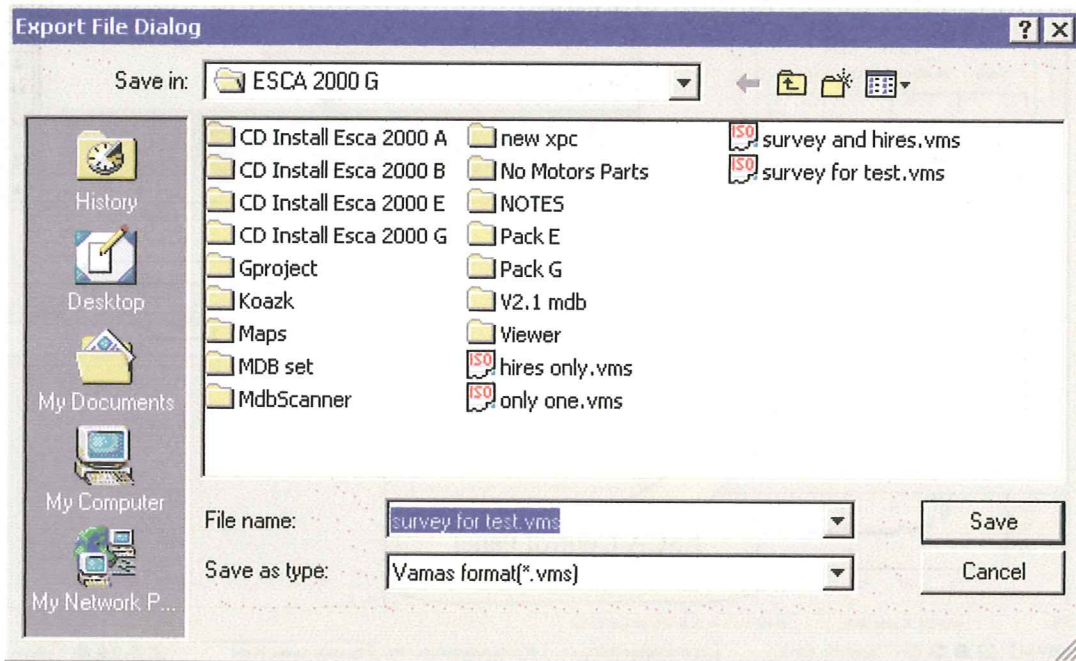 Export File Dialog
Save in: ESCA 2000 G
History
Desktop
My Documents
My Computer
My Network P...
CD Install Esca 2000 A
CD Install Esca 2000 B
CD Install Esca 2000 E
CD Install Esca 2000 G
Gproject
Koazk
Maps
MDB set
MdbScanner
new xpc
No Motors Parts
NOTES
Pack E
Pack G
V2.1 mdb
Viewer
ISO hires only.vms
ISO only one.vms
ISO survey and hires.vms
ISO survey for test.vms
File name: survey for test.vms
Save
Save as type: Vamas format(*.vms)
Cancel